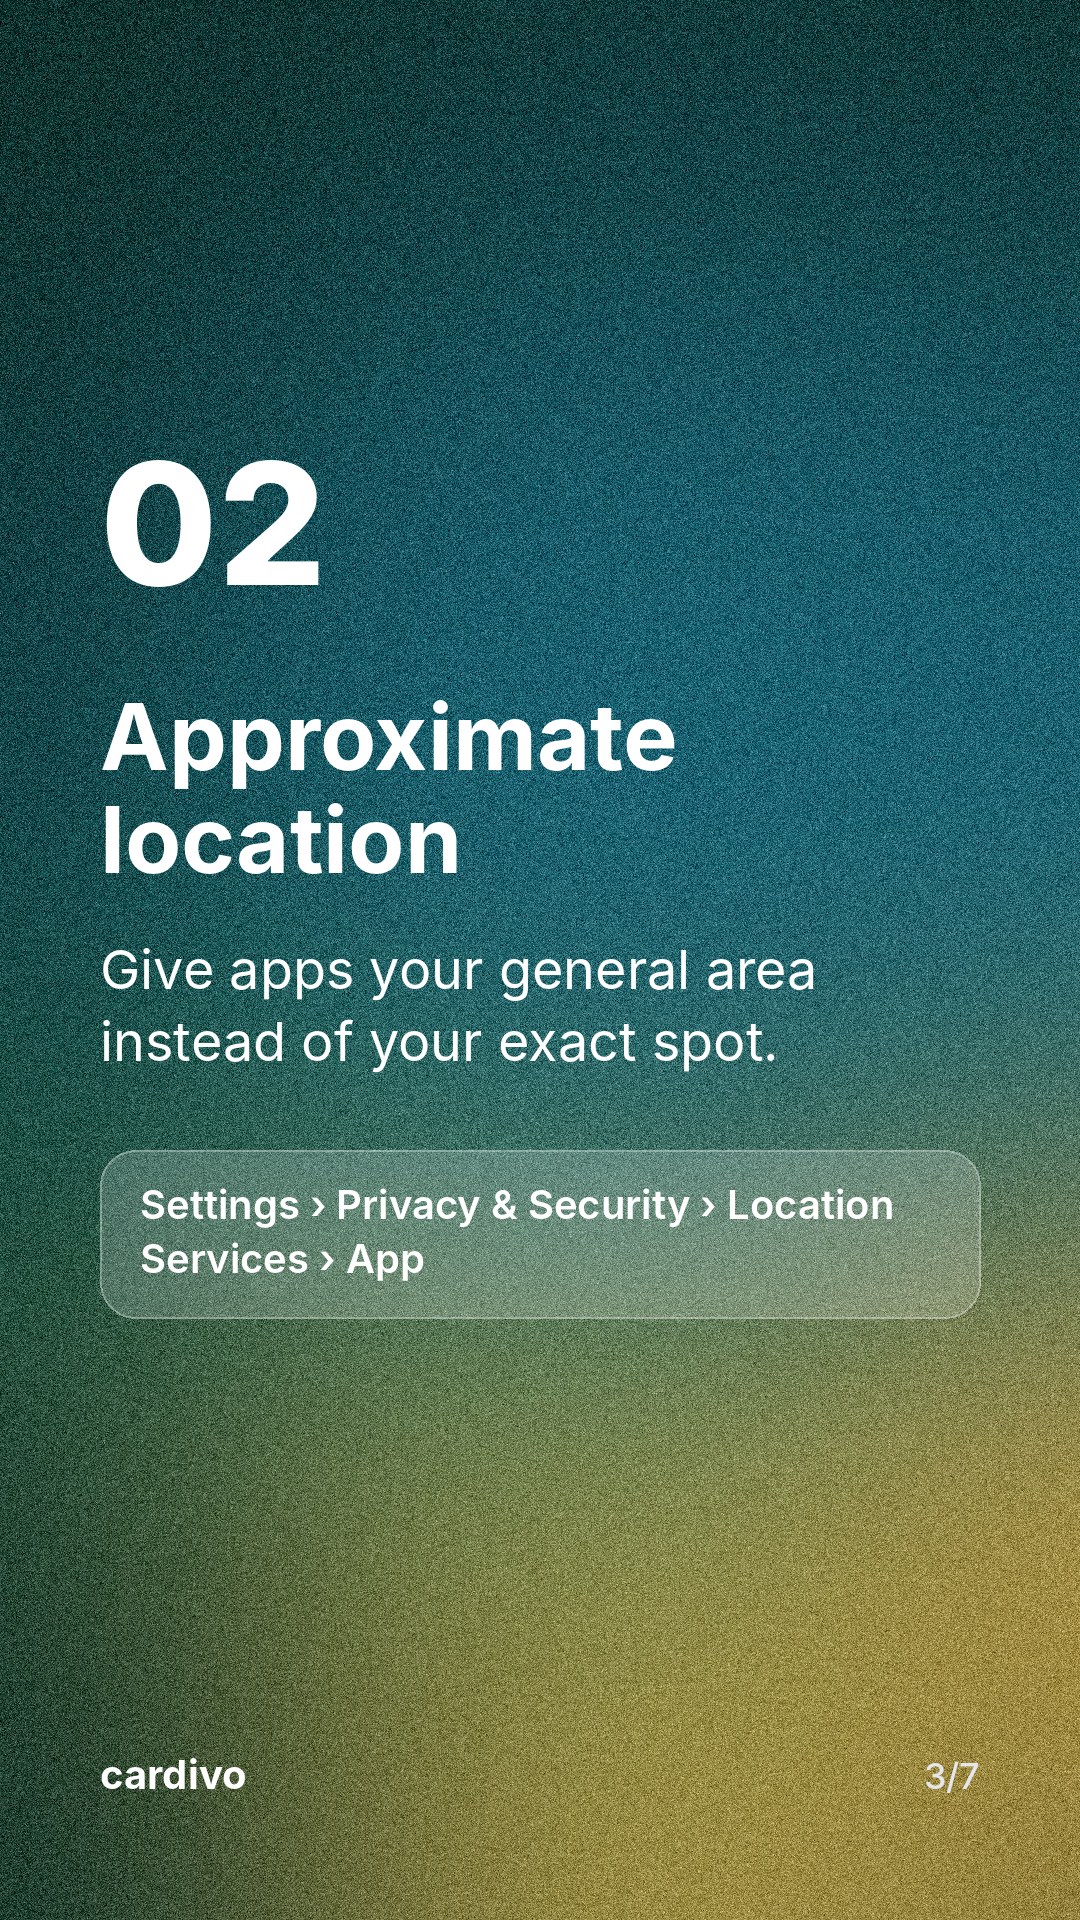 02
Approximate
location
Give apps your general area
instead of your exact spot.
Settings › Privacy & Security › Location
Services › App
cardivo
3/7